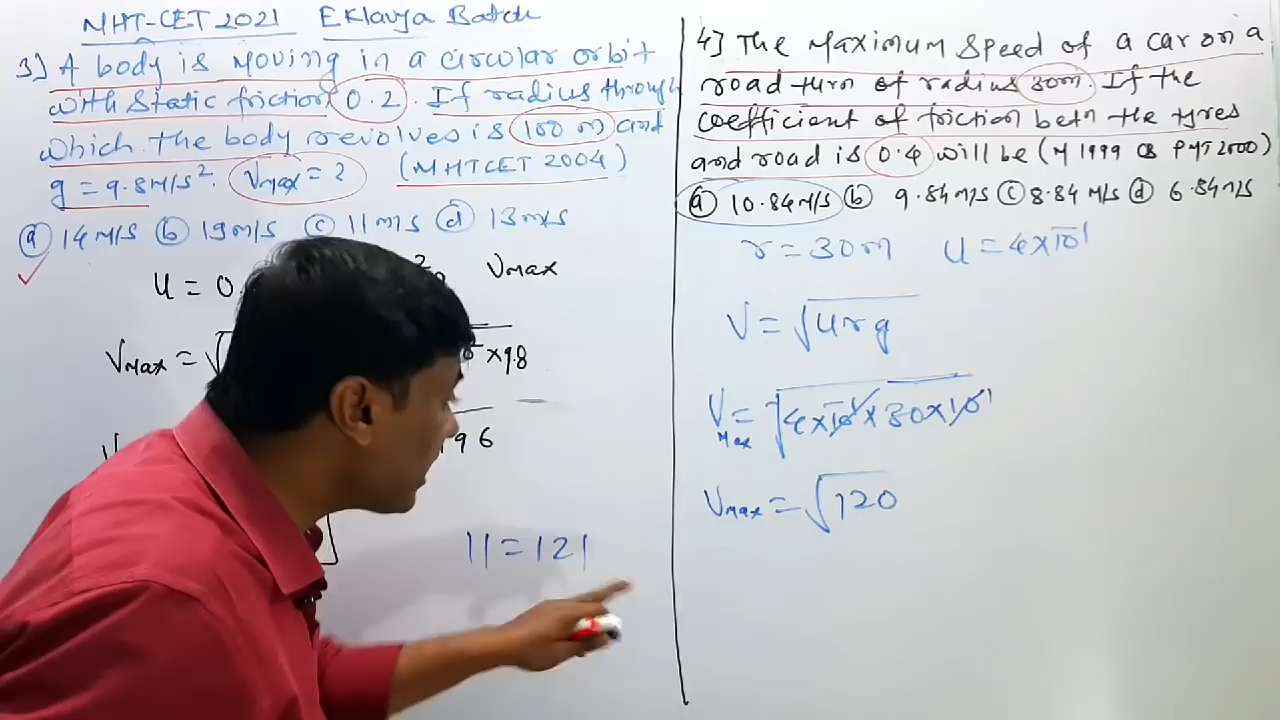 MHT-CET 2021 Eklavya Batch
3) A body is moving in a circular orbit
with static friction 0.2. If radius through
which the body revolves is 100 m and
g = 9.8 M/S². Vmax = ?
(MHTCET 2004)
ⓐ 14 M/S ⓑ 19 m/s ⓒ 11 m/s ⓓ 13 m/s
u = 0. Vmax
VMax = √ ×9.8
196
11 = 121
4) The Maximum Speed of a car on a
road turn of radius 30m. If the
coefficient of friction betn the tyres
and road is 0.4 will be (M 1999 PMT 2000)
ⓐ 10.84 M/S ⓑ 9.84 M/S ⓒ 8.84 M/S ⓓ 6.84 M/S
r = 30 m u = 4×10⁻¹
V = √urg
VMax = √4×10⁻¹×30×10¹
VMax = √120